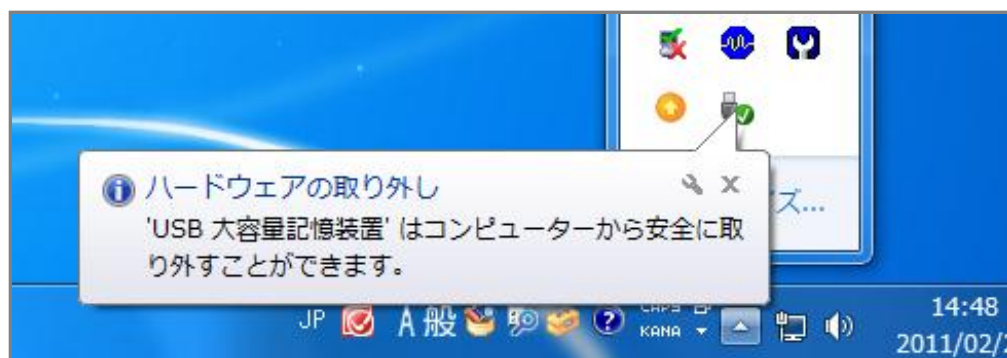 ハードウェアの取り外し
'USB 大容量記憶装置' はコンピューターから安全に取
り外すことができます。
ズ...
JP
A 般
CAPS
KANA
14:48
2011/02/